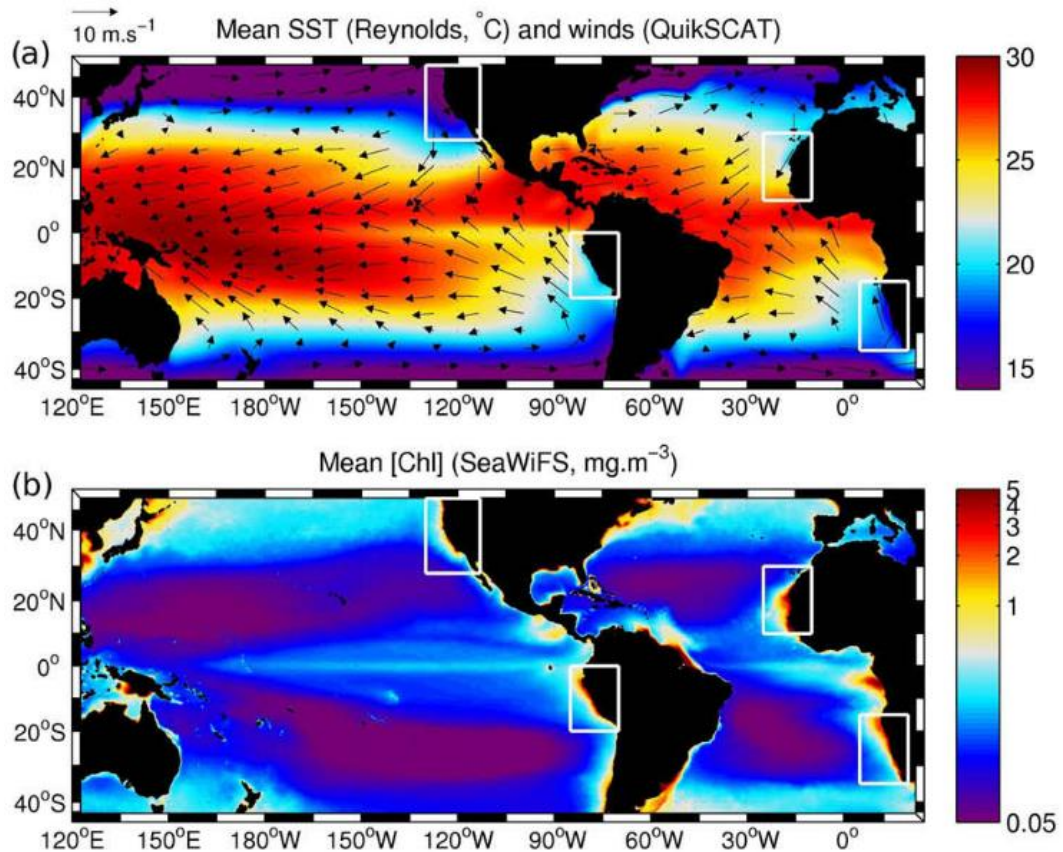 10 m.s⁻¹
Mean SST (Reynolds, °C) and winds (QuikSCAT)
(a)
40°N
20°N
0°
20°S
40°S
120°E 150°E 180°W 150°W 120°W 90°W 60°W 30°W 0°
30
25
20
15
Mean [Chl] (SeaWiFS, mg.m⁻³)
(b)
40°N
20°N
0°
20°S
40°S
120°E 150°E 180°W 150°W 120°W 90°W 60°W 30°W 0°
5
4
3
2
1
0.05